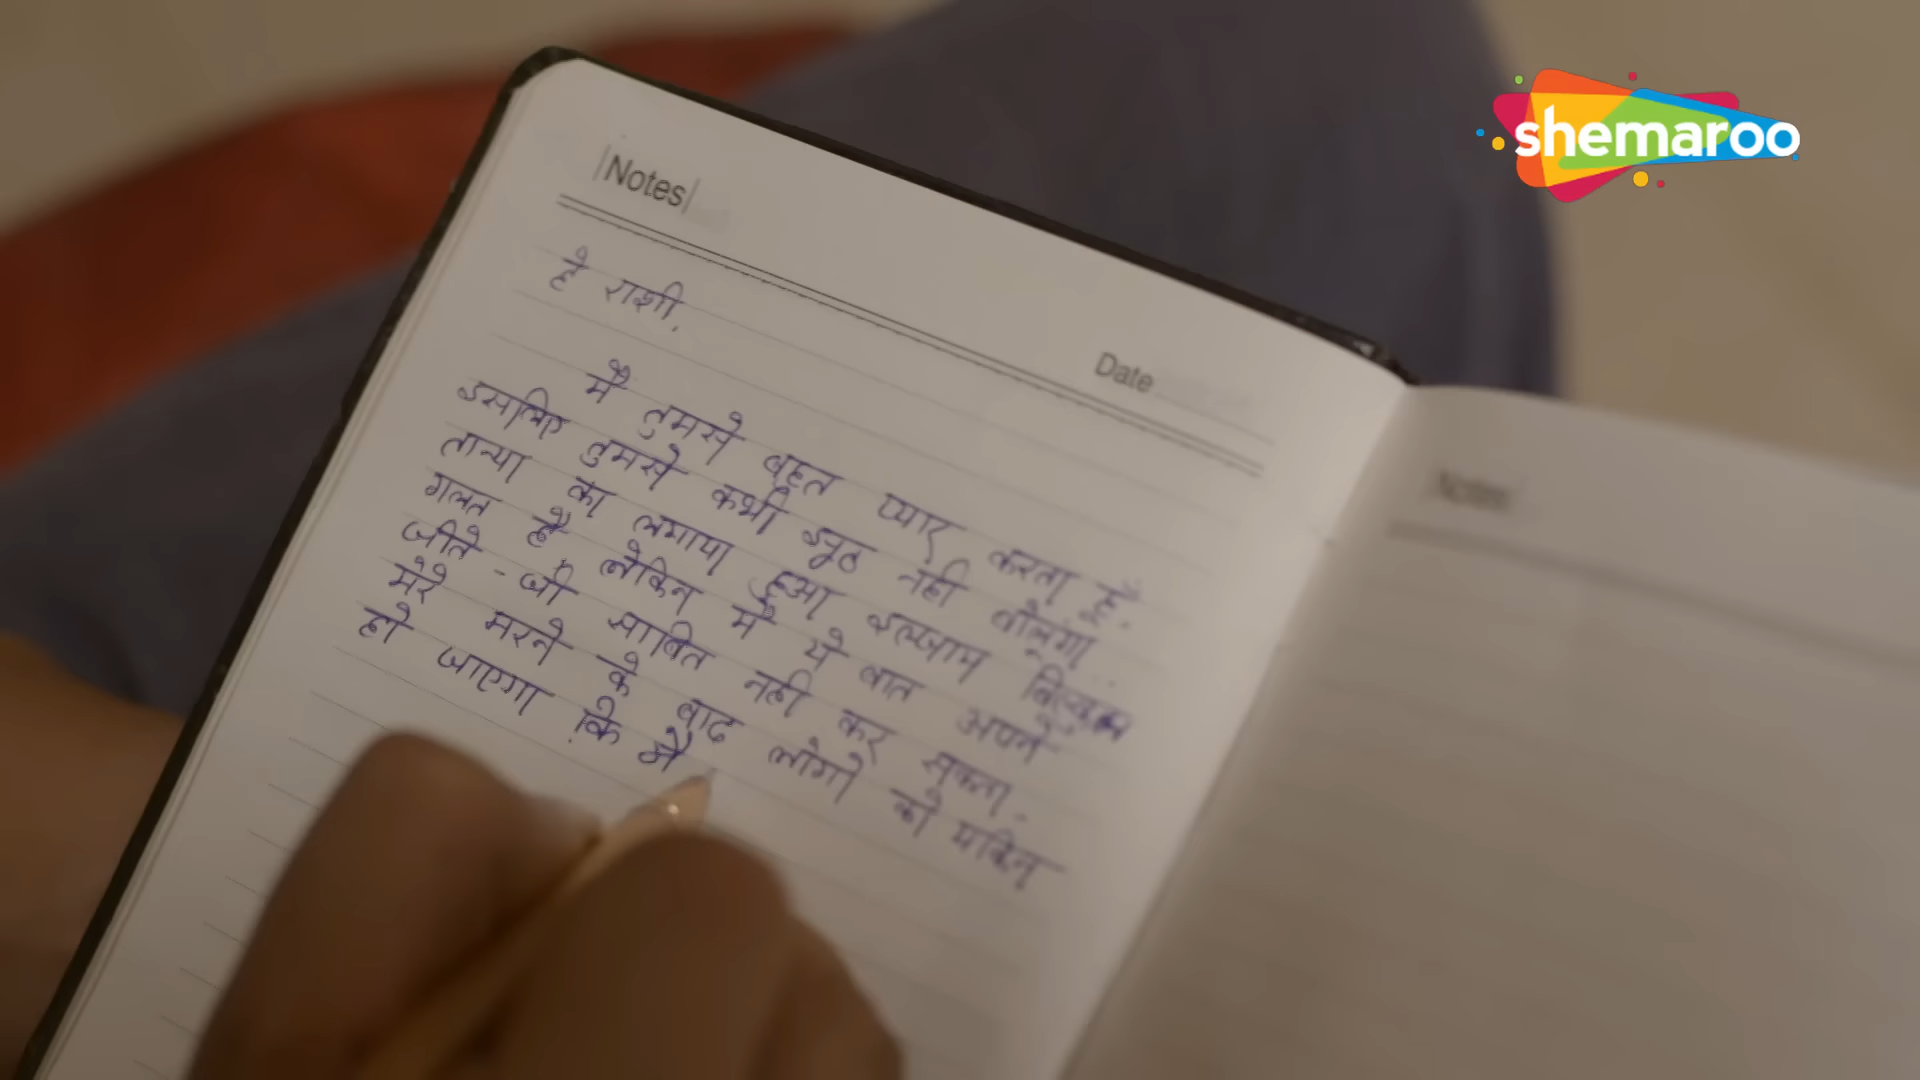 shemaroo
Notes
हे राशी,
Date
मैं तुमसे बहुत प्यार करता हूँ.
इसलिए तुमसे कभी झूठ नही बोलूंगा..
तान्या का लगाया हुआ इल्जाम बिल्कुल
गलत है, लेकिन मैं ये बात अपने
जीते - जी साबित नही कर सकता.
मेरे मरने के बाद लोगो को यकिन
हो जाएगा कि मैं
Notes